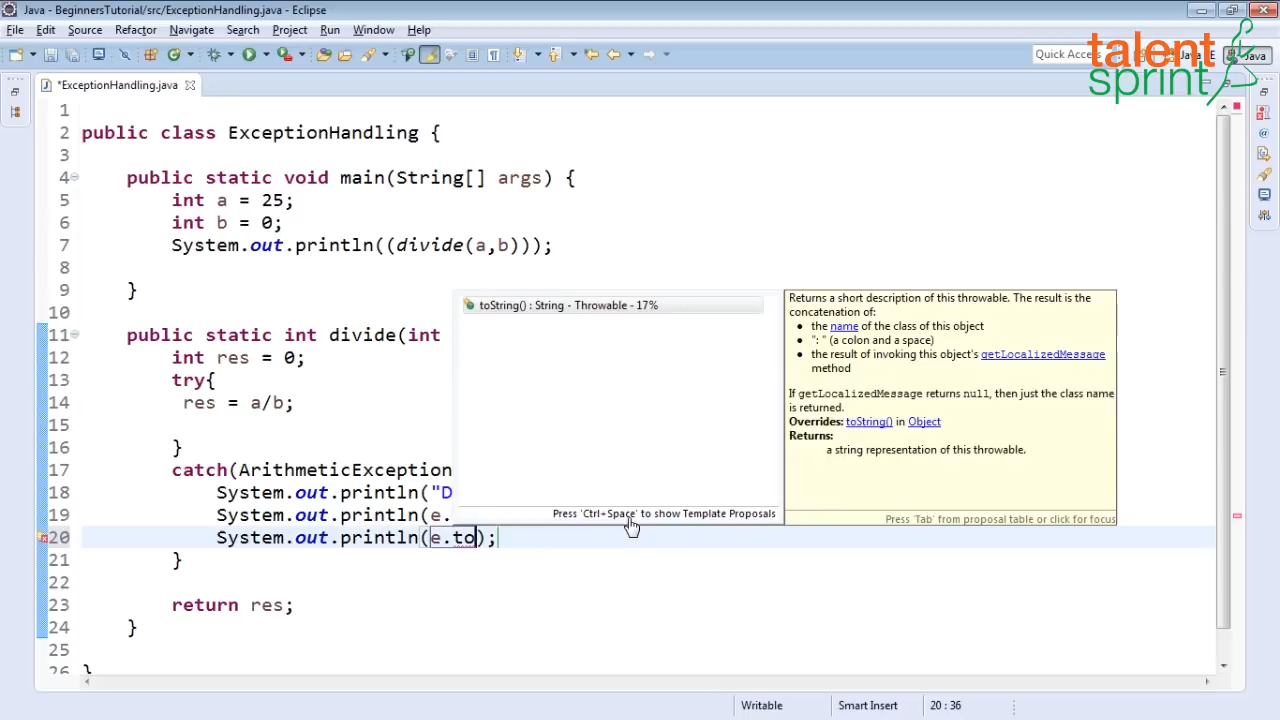 Java - BeginnersTutorial/src/ExceptionHandling.java - Eclipse
File Edit Source Refactor Navigate Search Project Run Window Help
Quick Acce
Java
talent
sprint
*ExceptionHandling.java
1
2 public class ExceptionHandling {
3
4 public static void main(String[] args) {
5 int a = 25;
6 int b = 0;
7 System.out.println((divide(a,b)));
8
9 }
10
11 public static int divide(int
12 int res = 0;
13 try{
14 res = a/b;
15
16 }
17 catch(ArithmeticException
18 System.out.println("D
19 System.out.println(e.
20 System.out.println(e.to);
21 }
22
23 return res;
24 }
25
26 }
toString() : String - Throwable - 17%
Press 'Ctrl+Space' to show Template Proposals
Returns a short description of this throwable. The result is the
concatenation of:
• the name of the class of this object
• ": " (a colon and a space)
• the result of invoking this object's getLocalizedMessage
method
If getLocalizedMessage returns null, then just the class name
is returned.
Overrides: toString() in Object
Returns:
a string representation of this throwable.
Press 'Tab' from proposal table or click for focus
Writable Smart Insert 20 : 36